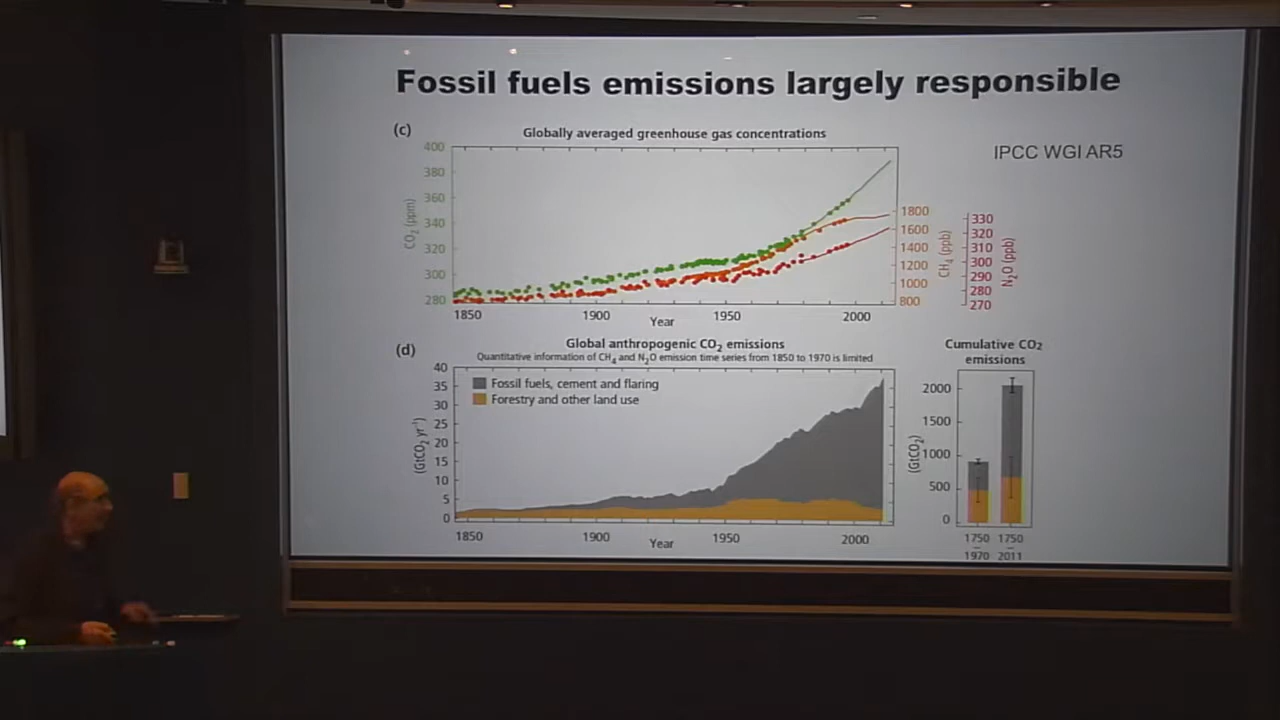 Fossil fuels emissions largely responsible
(c)
Globally averaged greenhouse gas concentrations
IPCC WGI AR5
400
380
360
340
320
300
280
CO2 (ppm)
1800
1600
1400
1200
1000
800
CH4 (ppb)
330
320
310
300
290
280
270
N2O (ppb)
1850 1900 1950 2000
Year
(d)
Global anthropogenic CO2 emissions
Quantitative information of CH4 and N2O emission time series from 1850 to 1970 is limited
40
35
30
25
20
15
10
5
0
(GtCO2 yr-1)
Fossil fuels, cement and flaring
Forestry and other land use
1850 1900 1950 2000
Year
Cumulative CO2
emissions
2000
1500
1000
500
0
(GtCO2)
1750 1750
– –
1970 2011